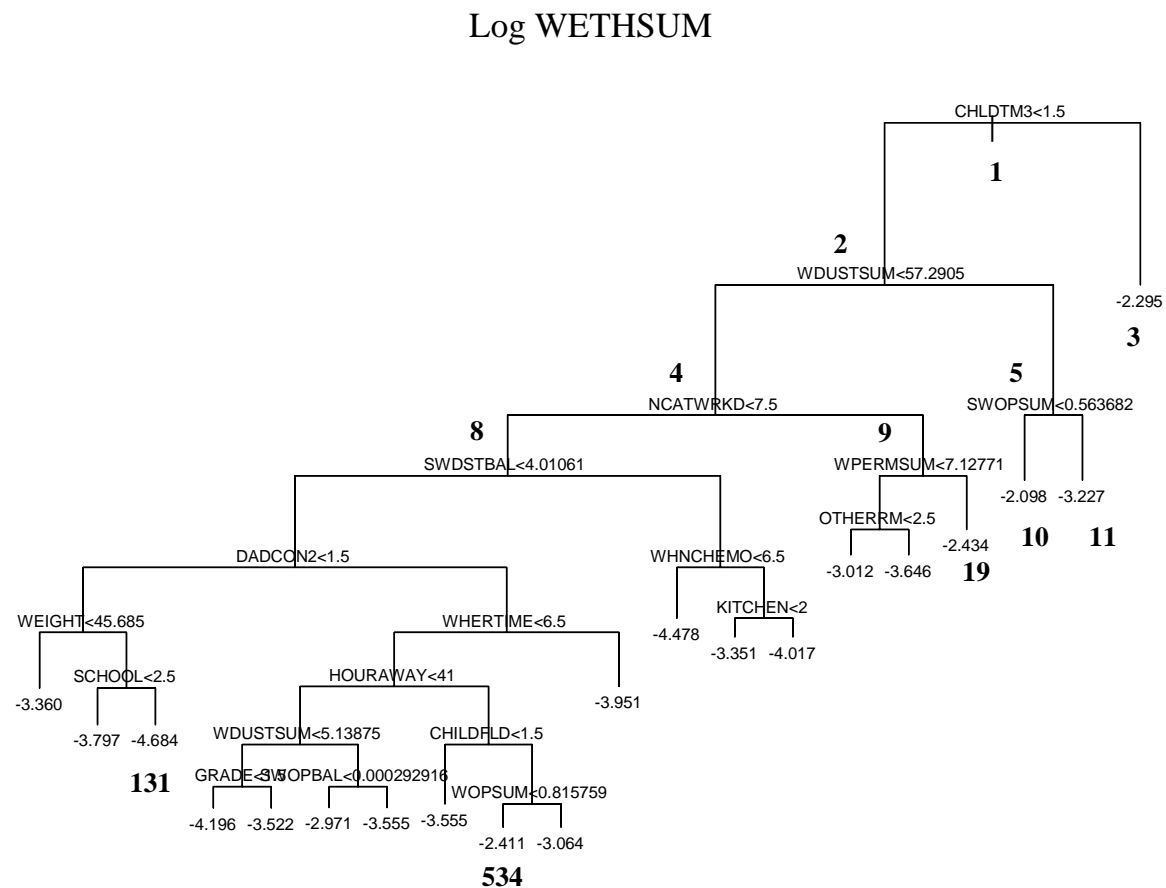 Log WETHSUM
CHLDTM3<1.5
1
2
WDUSTSUM<57.2905
-2.295
3
4
5
NCATWRKD<7.5
SWOPSUM<0.563682
8
9
SWDSTBAL<4.01061
WPERMSUM<7.12771
-2.098
-3.227
OTHERRM<2.5
10
11
-2.434
DADCON2<1.5
WHNCHEMO<6.5
-3.012
-3.646
19
KITCHEN<2
WEIGHT<45.685
WHERTIME<6.5
-4.478
-3.351
-4.017
SCHOOL<2.5
HOURAWAY<41
-3.360
-3.951
-3.797
-4.684
WDUSTSUM<5.13875
CHILDFLD<1.5
131
SWOPBAL<0.000292916
WOPSUM<0.815759
-4.196
-3.522
-2.971
-3.555
-3.555
-2.411
-3.064
534